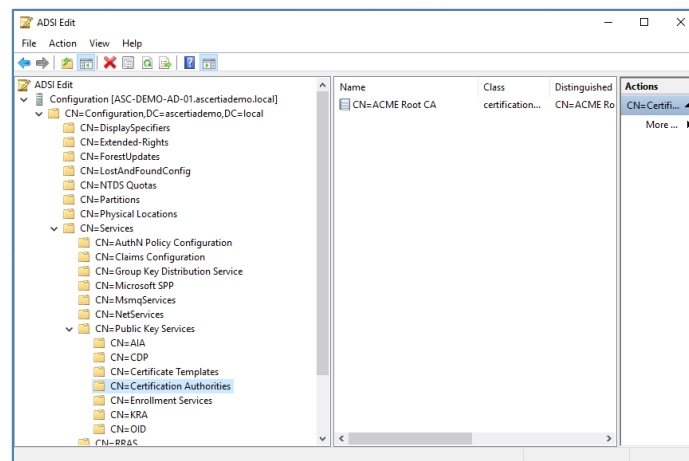 ADSI Edit
File Action View Help
ADSI Edit
Configuration [ASC-DEMO-AD-01.ascertiademo.local]
CN=Configuration,DC=ascertiademo,DC=local
CN=DisplaySpecifiers
CN=Extended-Rights
CN=ForestUpdates
CN=LostAndFoundConfig
CN=NTDS Quotas
CN=Partitions
CN=Physical Locations
CN=Services
CN=AuthN Policy Configuration
CN=Claims Configuration
CN=Group Key Distribution Service
CN=Microsoft SPP
CN=MsmqServices
CN=NetServices
CN=Public Key Services
CN=AIA
CN=CDP
CN=Certificate Templates
CN=Certification Authorities
CN=Enrollment Services
CN=KRA
CN=OID
CN=RRAS
Name Class Distinguished
CN=ACME Root CA certification... CN=ACME Ro
Actions
CN=Certifi...
More ...